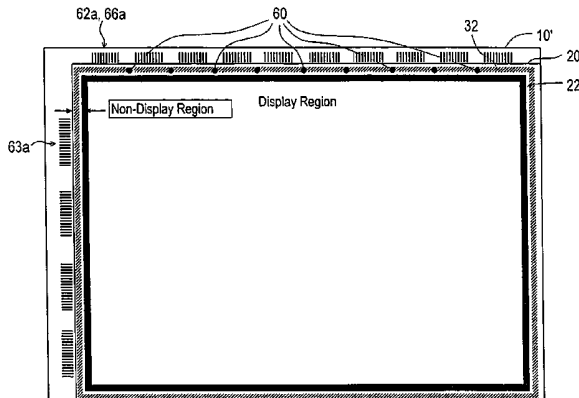 62a, 66a
60
32
10'
20
Display Region
22
Non-Display Region
63a